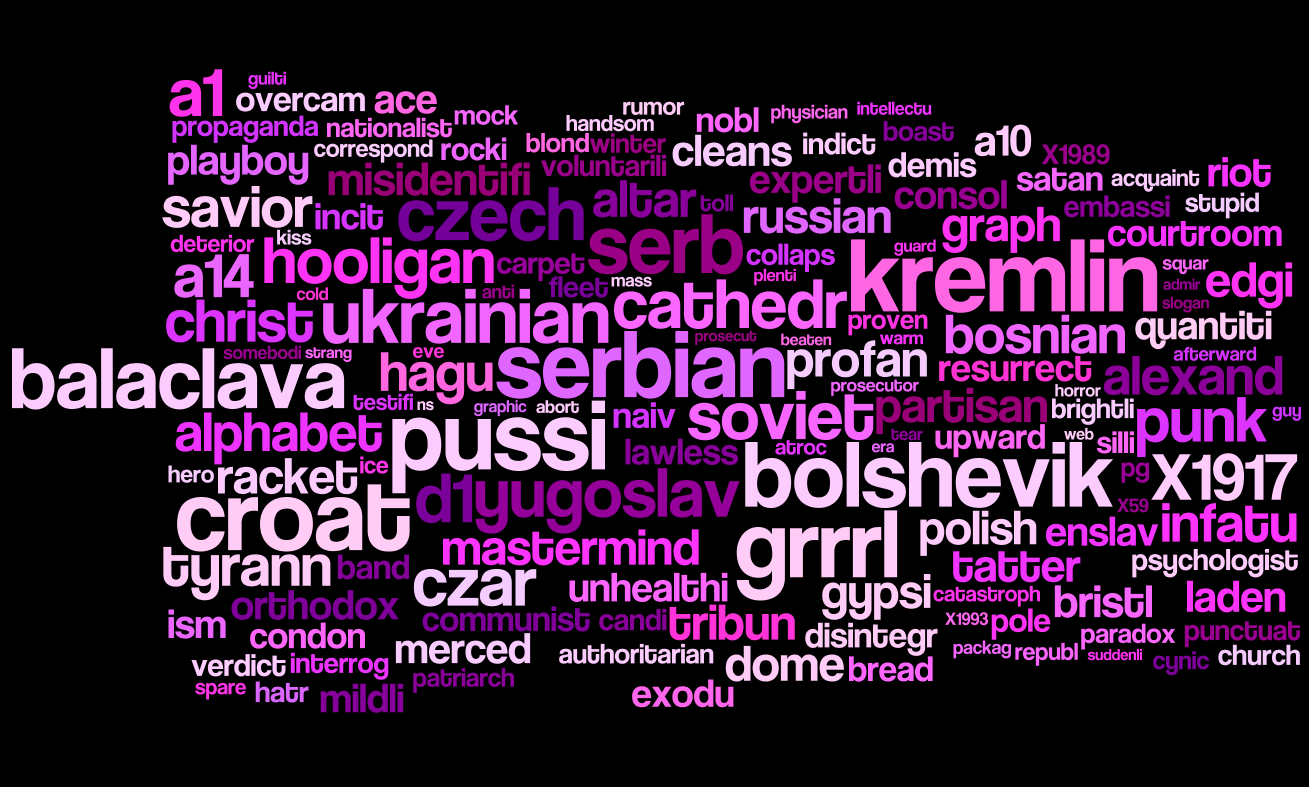 guilti
a1 overcam ace mock rumor nobl physician intellectu
propaganda nationalist handsom boast a10
playboy correspond rocki blond winter cleans indict demis X1989
misidentifi voluntarili expertli consol satan acquaint riot
savior incit czech altar toll russian embassi stupid
deterior kiss serb collaps guard graph courtroom
a14 hooligan carpet mass plenti kremlin squar edgi
cold anti fleet admir
christ ukrainian cathedr proven slogan
prosecut beaten warm bosnian quantiti
balaclava somebodi strang eve serbian profan afterward
hagu prosecutor resurrect alexand
testifi ns graphic abort naiv soviet partisan horror brightli punk guy
alphabet pussi lawless atroc tear era upward web silli
hero racket ice bolshevik pg X1917
croat d1yugoslav X59
mastermind grrrl polish enslav infatu
tyrann band tatter psychologist
czar unhealthi gypsi catastroph bristl laden
orthodox communist candi tribun X1993 pole
ism condon disintegr paradox punctuat
merced authoritarian packag republ suddenli church
verdict interrog dome bread cynic
spare hatr mildli patriarch exodu